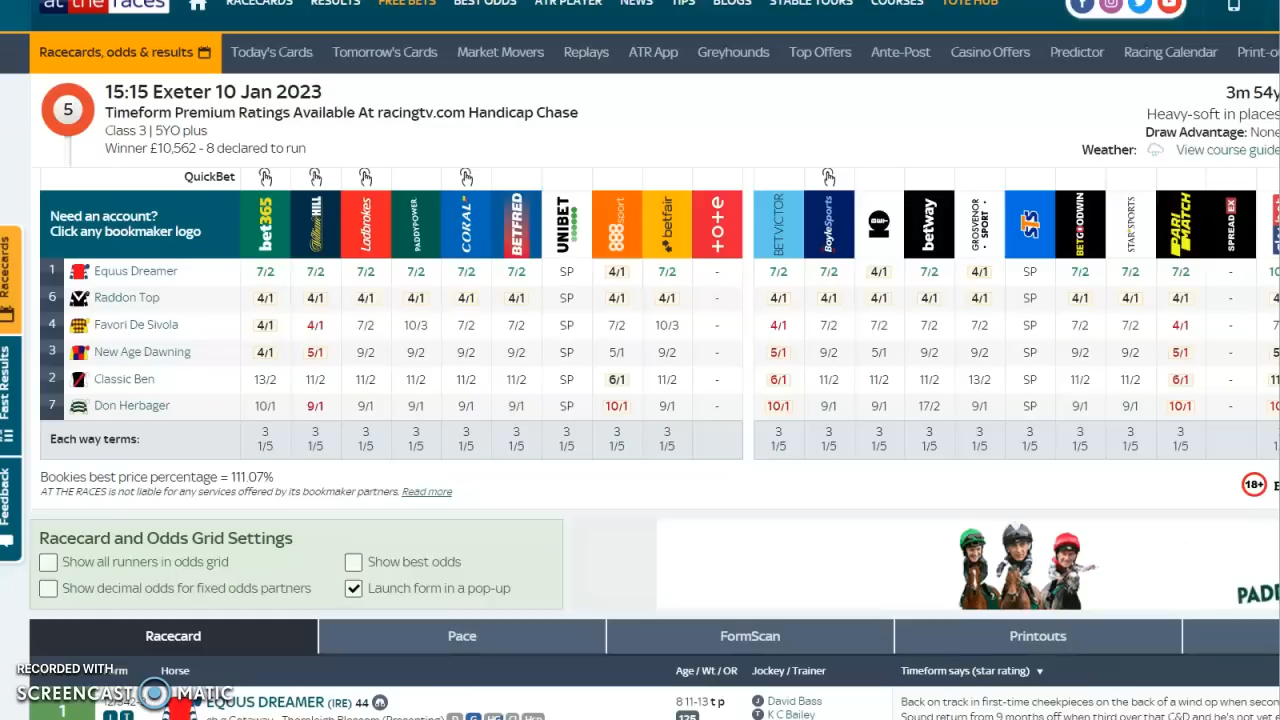 at the races RACECARDS RESULTS FREE BETS BEST ODDS ATR PLAYER NEWS TIPS BLOGS STABLE TOURS COURSES TOTE HUB
Racecards, odds & results Today's Cards Tomorrow's Cards Market Movers Replays ATR App Greyhounds Top Offers Ante-Post Casino Offers Predictor Racing Calendar Print-o
5 15:15 Exeter 10 Jan 2023 3m 54y
Timeform Premium Ratings Available At racingtv.com Handicap Chase Heavy-soft in places
Class 3 | 5YO plus Draw Advantage: None
Winner £10,562 - 8 declared to run Weather: View course guide
QuickBet
Need an account?
Click any bookmaker logo
bet365 William HILL Ladbrokes PADDYPOWER CORAL BETFRED UNIBET 888sport betfair tote BETVICTOR BoyleSports betway GROSVENOR SPORT STS BETGOODWIN STAR SPORTS PARIMATCH SPREADEX
1 Equus Dreamer 7/2 7/2 7/2 7/2 7/2 7/2 SP 4/1 7/2 - 7/2 7/2 4/1 7/2 4/1 SP 7/2 7/2 7/2 - 10
6 Raddon Top 4/1 4/1 4/1 4/1 4/1 4/1 SP 4/1 4/1 - 4/1 4/1 4/1 4/1 4/1 SP 4/1 4/1 4/1 -
4 Favori De Sivola 4/1 4/1 7/2 10/3 7/2 7/2 SP 7/2 10/3 - 4/1 7/2 7/2 7/2 7/2 SP 7/2 7/2 4/1 -
3 New Age Dawning 4/1 5/1 9/2 9/2 9/2 9/2 SP 5/1 9/2 - 5/1 9/2 5/1 9/2 9/2 SP 9/2 9/2 5/1 - 5
2 Classic Ben 13/2 11/2 11/2 11/2 11/2 11/2 SP 6/1 11/2 - 6/1 11/2 11/2 11/2 13/2 SP 11/2 11/2 6/1 - 11
7 Don Herbager 10/1 9/1 9/1 9/1 9/1 9/1 SP 10/1 9/1 - 10/1 9/1 9/1 17/2 9/1 SP 9/1 9/1 10/1 - 10
Each way terms: 3 3 3 3 3 3 3 3 3 3 3 3 3 3 3 3
1/5 1/5 1/5 1/5 1/5 1/5 1/5 1/5 1/5 1/5 1/5 1/5 1/5 1/5 1/5 1/5
Bookies best price percentage = 111.07%
AT THE RACES is not liable for any services offered by its bookmaker partners. Read more
18+
Racecards
Fast Results
Feedback
Racecard and Odds Grid Settings
Show all runners in odds grid Show best odds
Show decimal odds for fixed odds partners Launch form in a pop-up
PADD
Racecard Pace FormScan Printouts
Horse Age / Wt / OR Jockey / Trainer Timeform says (star rating)
RECORDED WITH
SCREENCAST MATIC
1 EQUUS DREAMER (IRE) 44 8 11-13 t p J David Bass Back on track in first-time cheekpieces on the back of a wind op when secon
125 T K C Bailey Sound return from 9 months off when third over the C&D and he's got yo